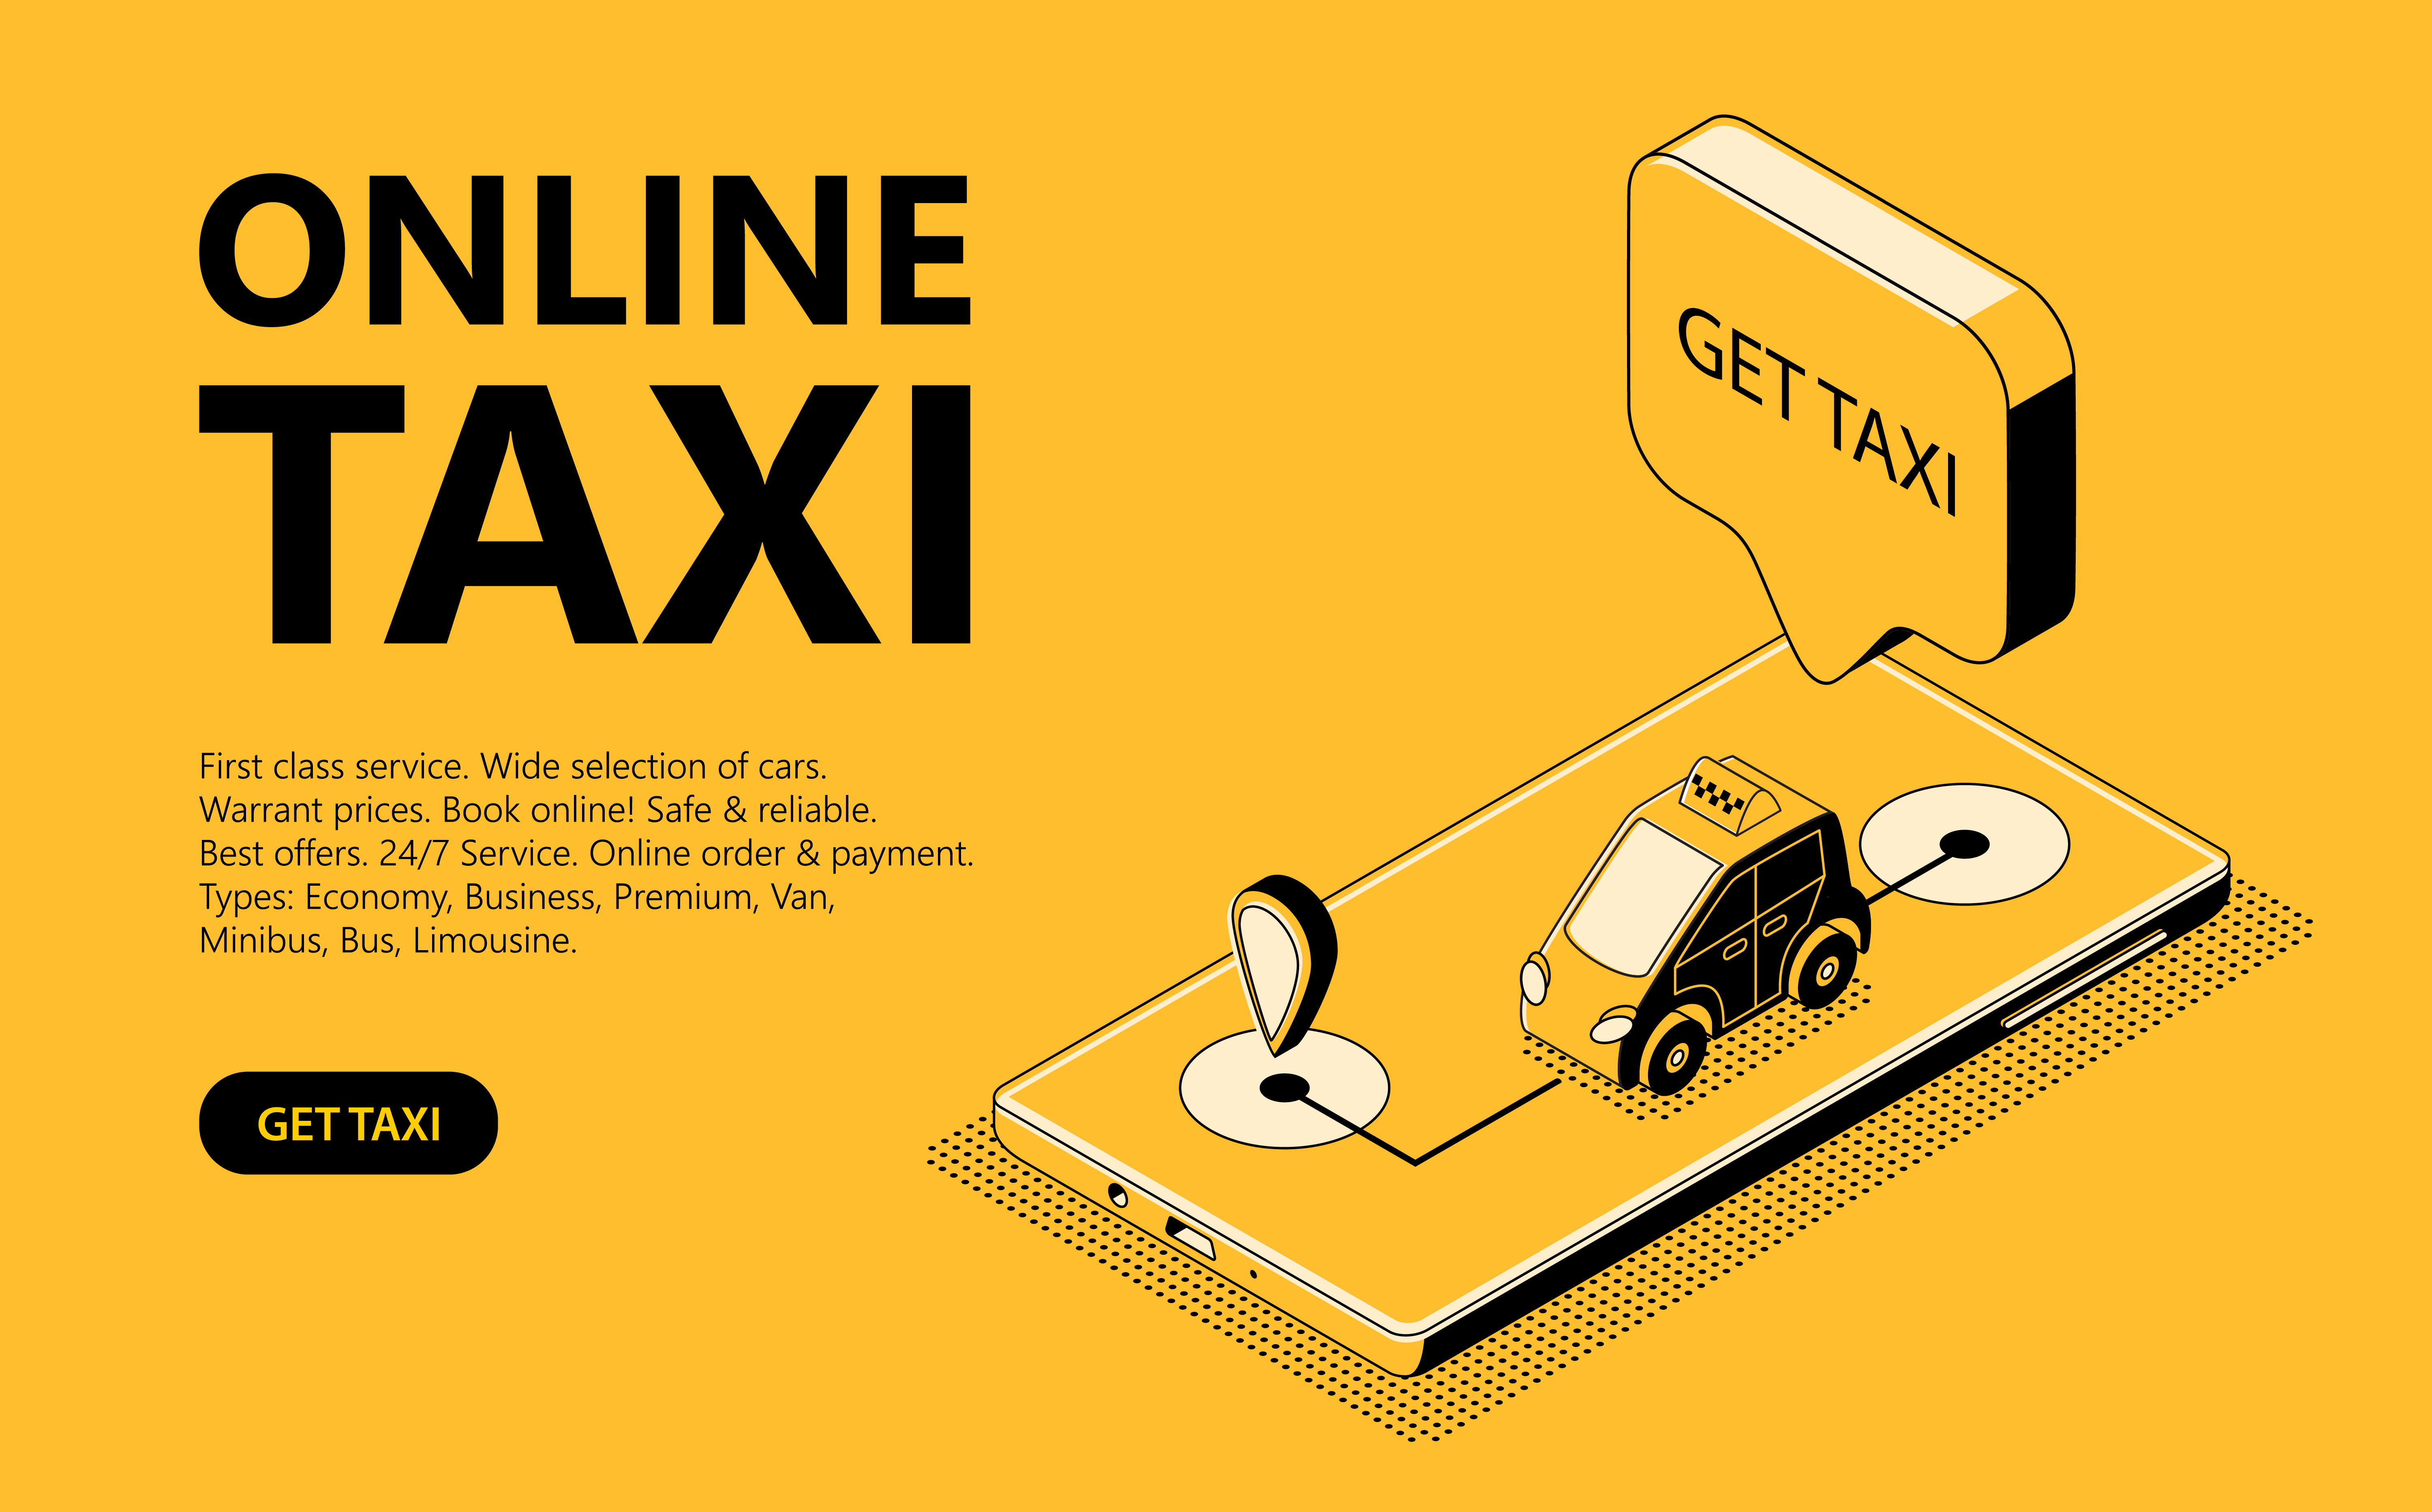 ONLINE
TAXI
First class service. Wide selection of cars.
Warrant prices. Book online! Safe & reliable.
Best offers. 24/7 Service. Online order & payment.
Types: Economy, Business, Premium, Van,
Minibus, Bus, Limousine.
GET TAXI
GET TAXI